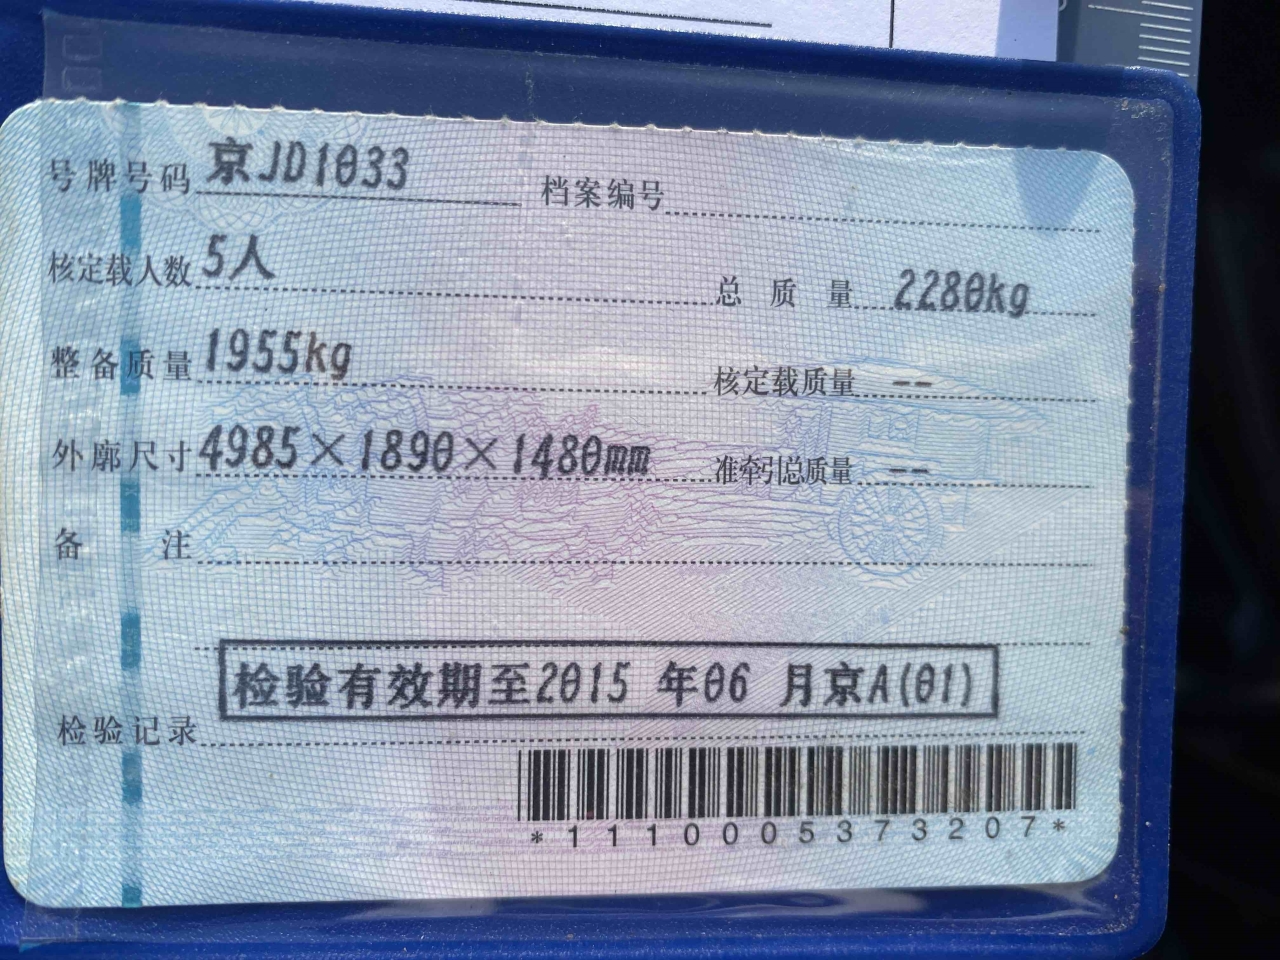 号牌号码 京JD1033 档案编号
核定载人数 5人 总质量 2280kg
整备质量 1955kg 核定载质量 --
外廓尺寸 4985×1890×1480mm 准牵引总质量 --
备注
检验有效期至2015 年06 月京A(01)
检验记录
*1110005373207*